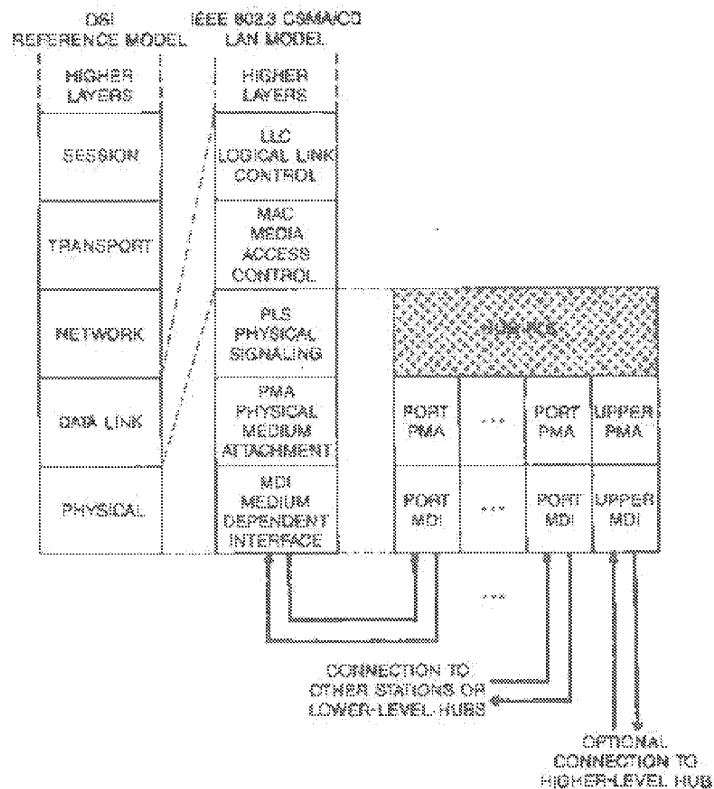 OSI
REFERENCE MODEL
IEEE 802.3 CSMA/CD
LAN MODEL
HIGHER
LAYERS
SESSION
TRANSPORT
NETWORK
DATA LINK
PHYSICAL
HIGHER
LAYERS
LLC
LOGICAL LINK
CONTROL
MAC
MEDIA
ACCESS
CONTROL
PLS
PHYSICAL
SIGNALING
PMA
PHYSICAL
MEDIUM
ATTACHMENT
MDI
MEDIUM
DEPENDENT
INTERFACE
HUB
PORT
PMA
...
PORT
PMA
UPPER
PMA
PORT
MDI
...
PORT
MDI
UPPER
MDI
...
CONNECTION TO
OTHER STATIONS OR
LOWER-LEVEL-HUBS
OPTIONAL
CONNECTION TO
HIGHER-LEVEL HUB